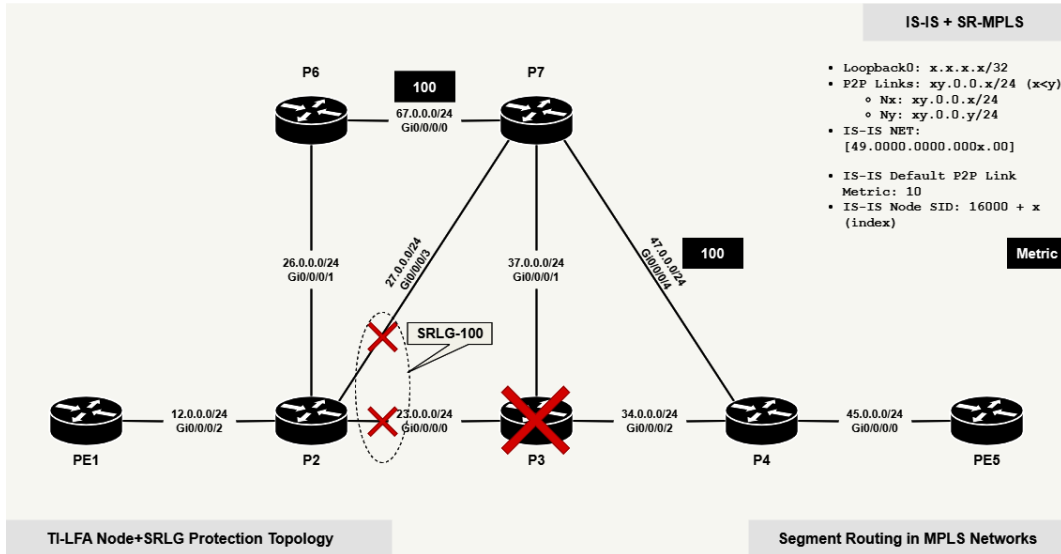 IS-IS + SR-MPLS
• Loopback0: x.x.x.x/32
• P2P Links: xy.0.0.x/24 (x<y)
o Nx: xy.0.0.x/24
o Ny: xy.0.0.y/24
• IS-IS NET:
[49.0000.0000.000x.00]
• IS-IS Default P2P Link
Metric: 10
• IS-IS Node SID: 16000 + x
(index)
P6
P7
100
67.0.0.0/24
Gi0/0/0/0
26.0.0.0/24
Gi0/0/0/1
27.0.0.0/24
Gi0/0/0/3
37.0.0.0/24
Gi0/0/0/1
47.0.0.0/24
Gi0/0/0/4
100
Metric
SRLG-100
12.0.0.0/24
Gi0/0/0/2
23.0.0.0/24
Gi0/0/0/0
34.0.0.0/24
Gi0/0/0/2
45.0.0.0/24
Gi0/0/0/0
PE1
P2
P3
P4
PE5
TI-LFA Node+SRLG Protection Topology
Segment Routing in MPLS Networks